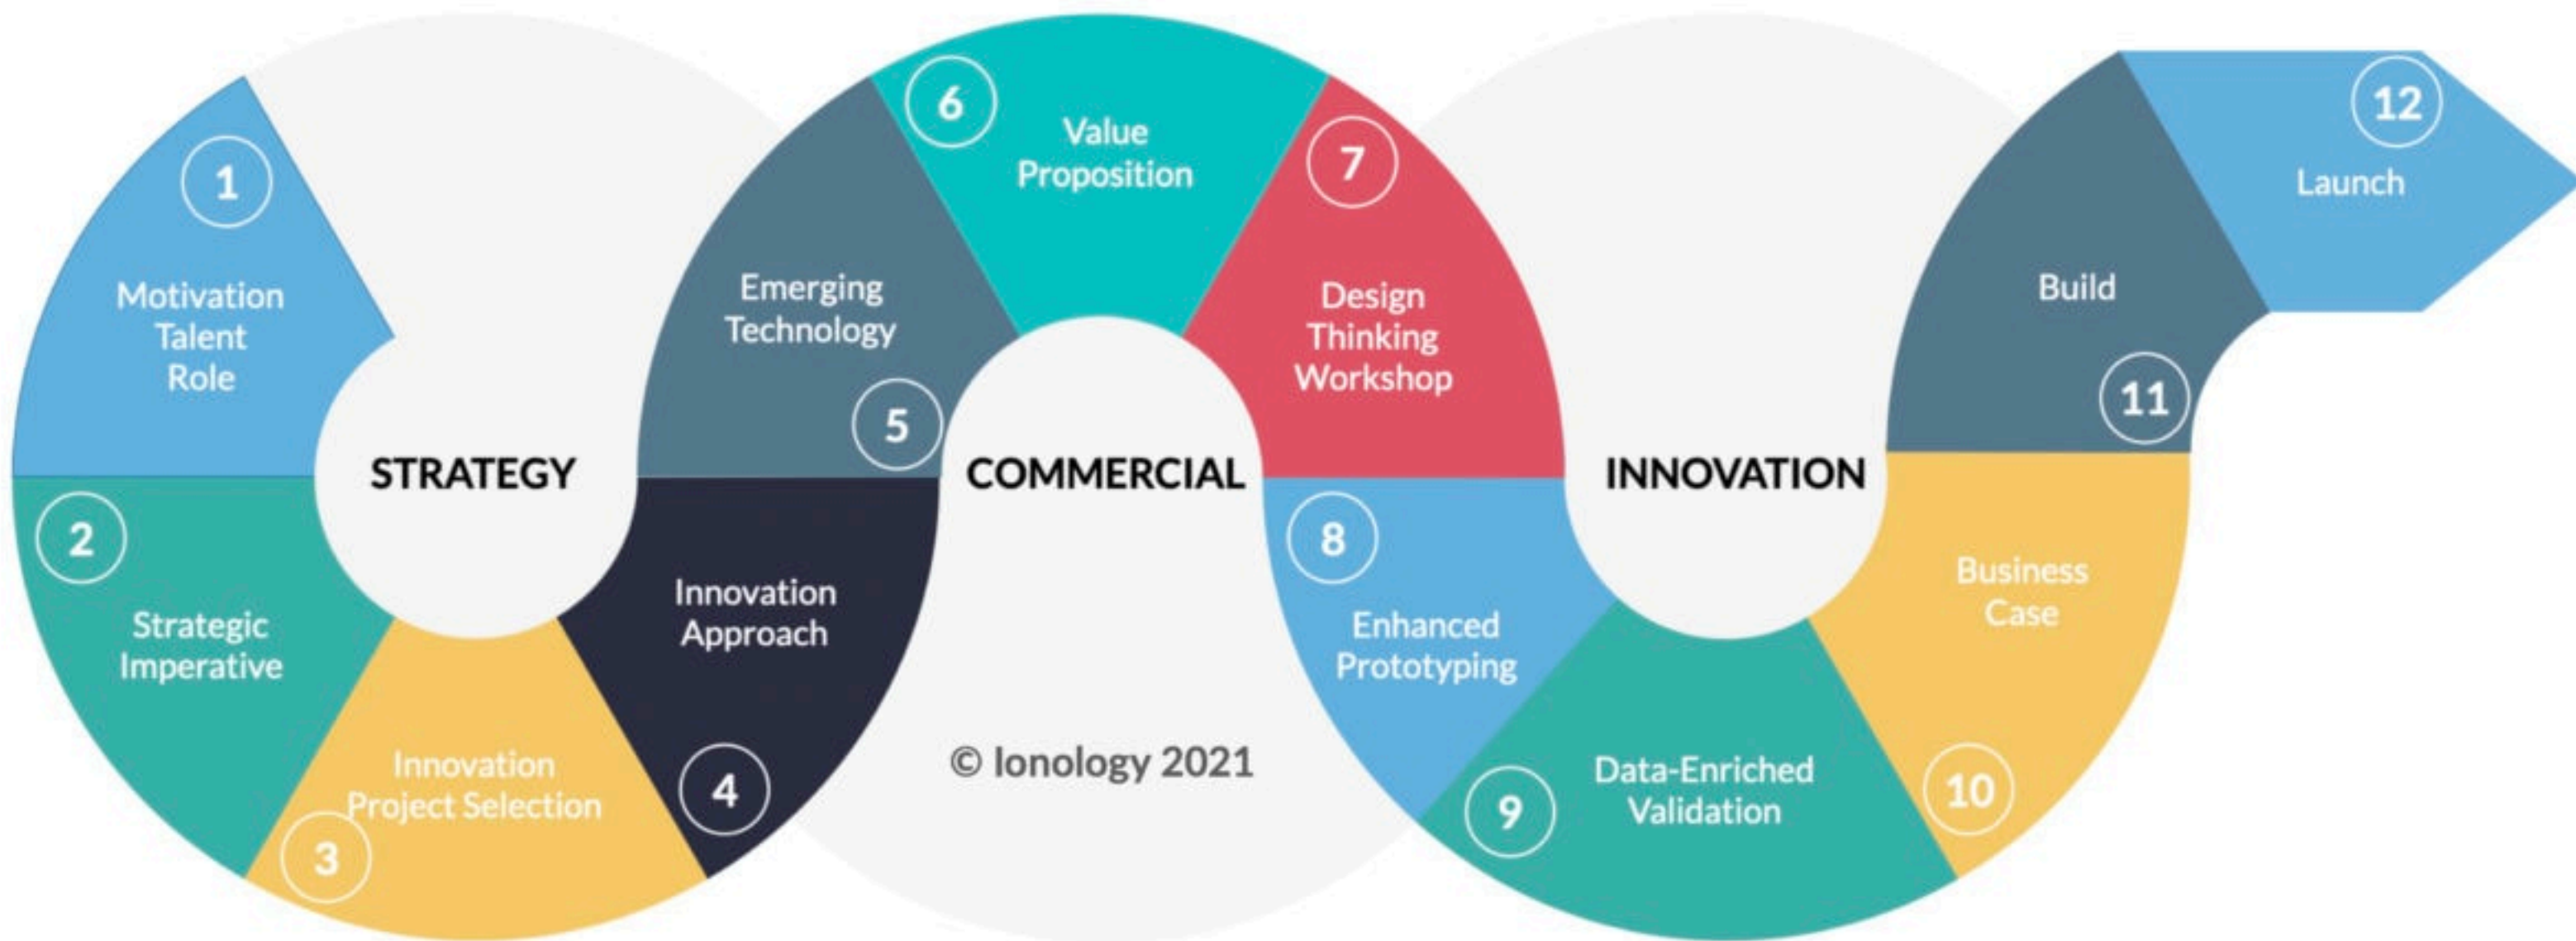 1
Motivation
Talent
Role
2
Strategic
Imperative
3
Innovation
Project Selection
4
Innovation
Approach
5
Emerging
Technology
6
Value
Proposition
7
Design
Thinking
Workshop
8
Enhanced
Prototyping
9
Data-Enriched
Validation
10
Business
Case
11
Build
12
Launch
STRATEGY
COMMERCIAL
INNOVATION
© Ionology 2021